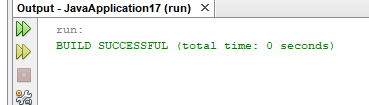 Output - JavaApplication17 (run)
run:
BUILD SUCCESSFUL (total time: 0 seconds)